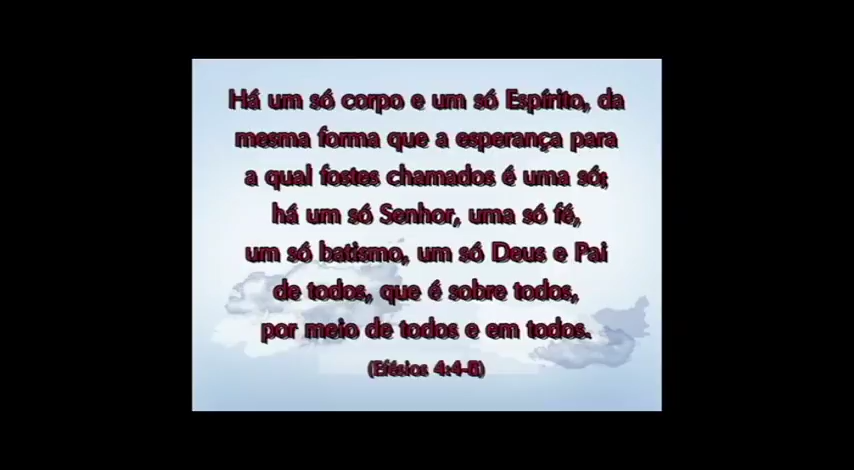 Há um só corpo e um só Espírito, da
mesma forma que a esperança para
a qual fostes chamados é uma só;
há um só Senhor, uma só fé,
um só batismo, um só Deus e Pai
de todos, que é sobre todos,
por meio de todos e em todos.
(Efésios 4:4-6)